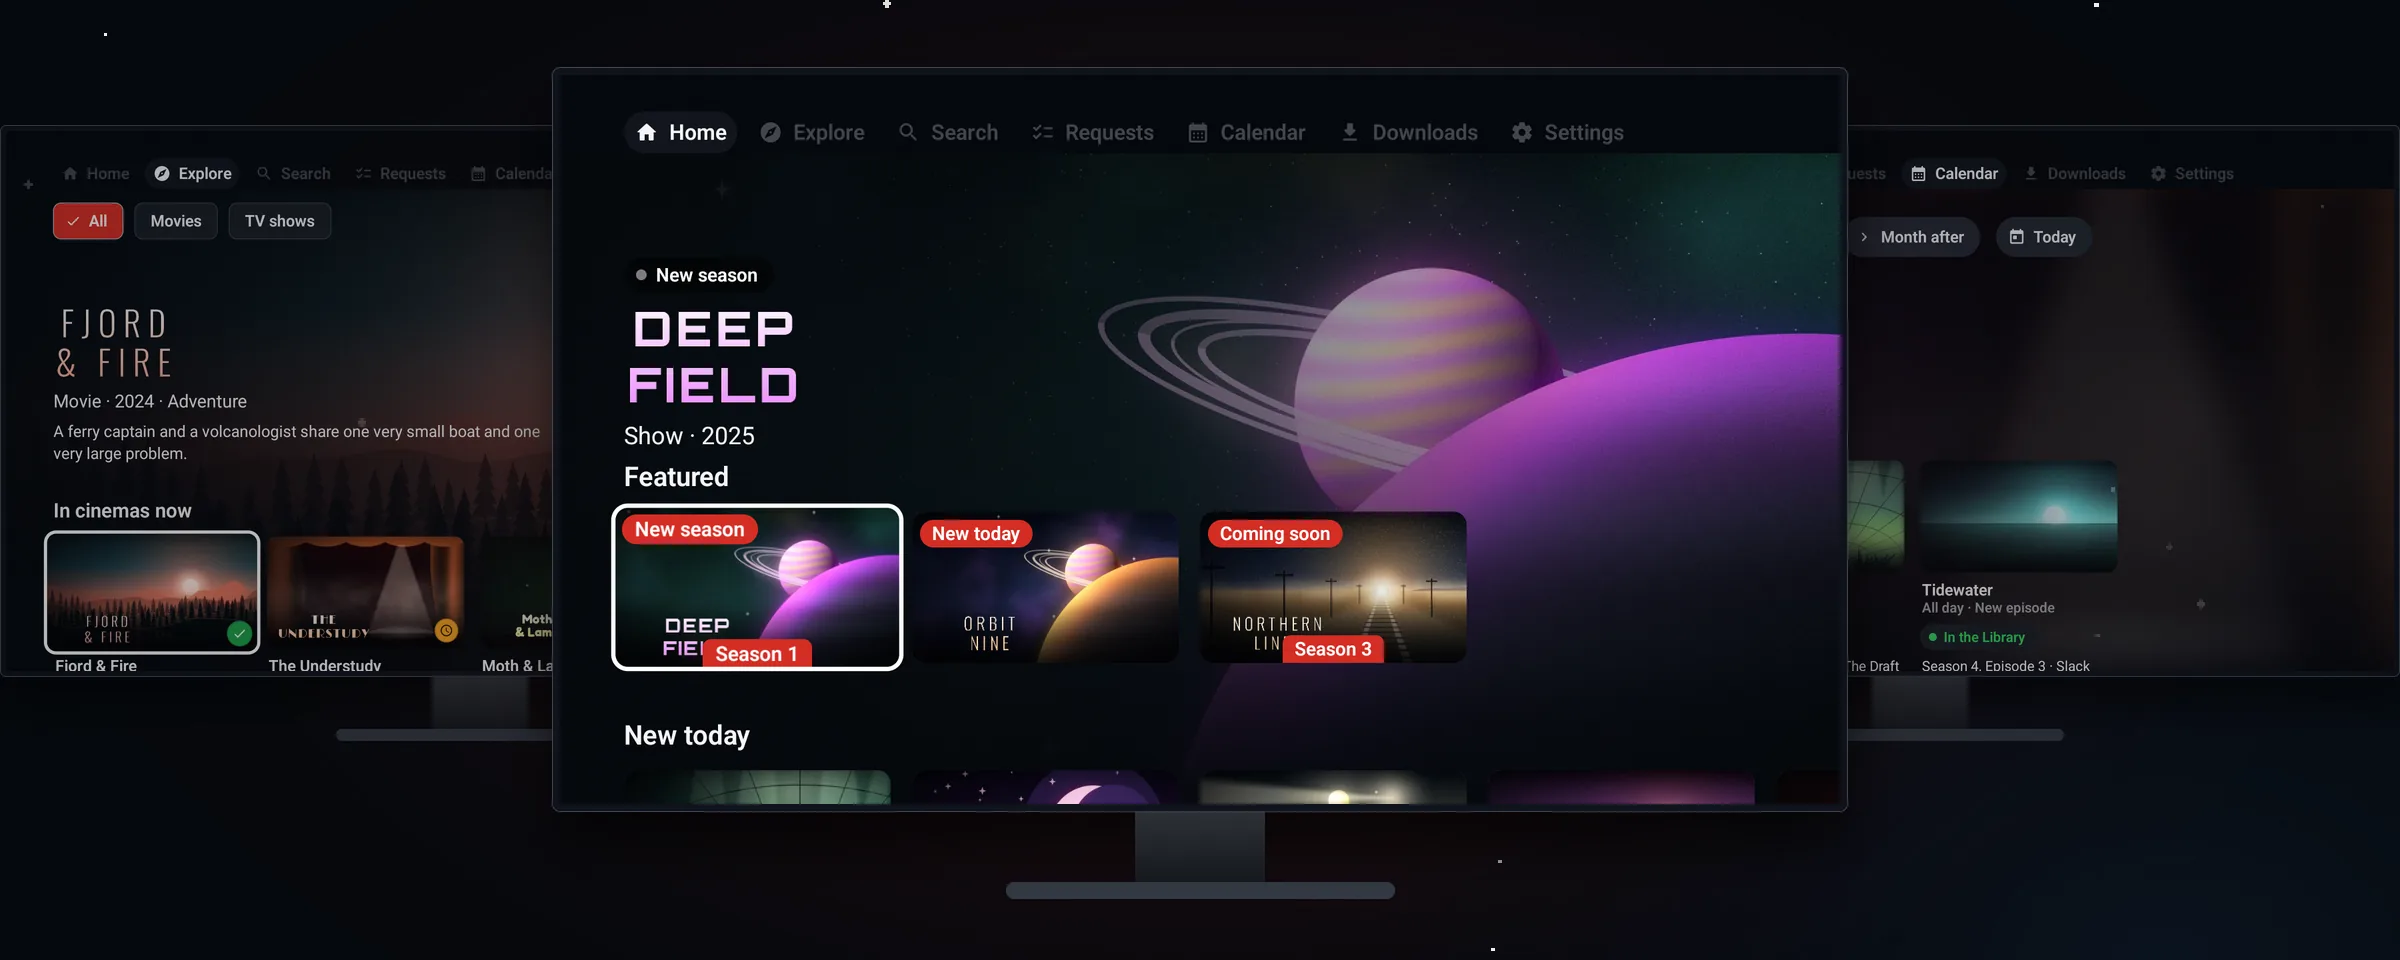 Home
Explore
Search
Requests
Calenda
All
Movies
TV shows
FJORD
& FIRE
Movie · 2024 · Adventure
A ferry captain and a volcanologist share one very small boat and one
very large problem.
In cinemas now
FJORD
& FIRE
THE
UNDERSTUDY
Moth
& Lam
Fjord & Fire
The Understudy
Moth & La
Home
Explore
Search
Requests
Calendar
Downloads
Settings
New season
DEEP
FIELD
Show · 2025
Featured
New season
DEEP
FIEL
Season 1
New today
ORBIT
NINE
Coming soon
NORTHERN
LIN
Season 3
New today
uests
Calendar
Downloads
Settings
Month after
Today
Tidewater
All day · New episode
In the Library
The Draft
Season 4, Episode 3 · Slack